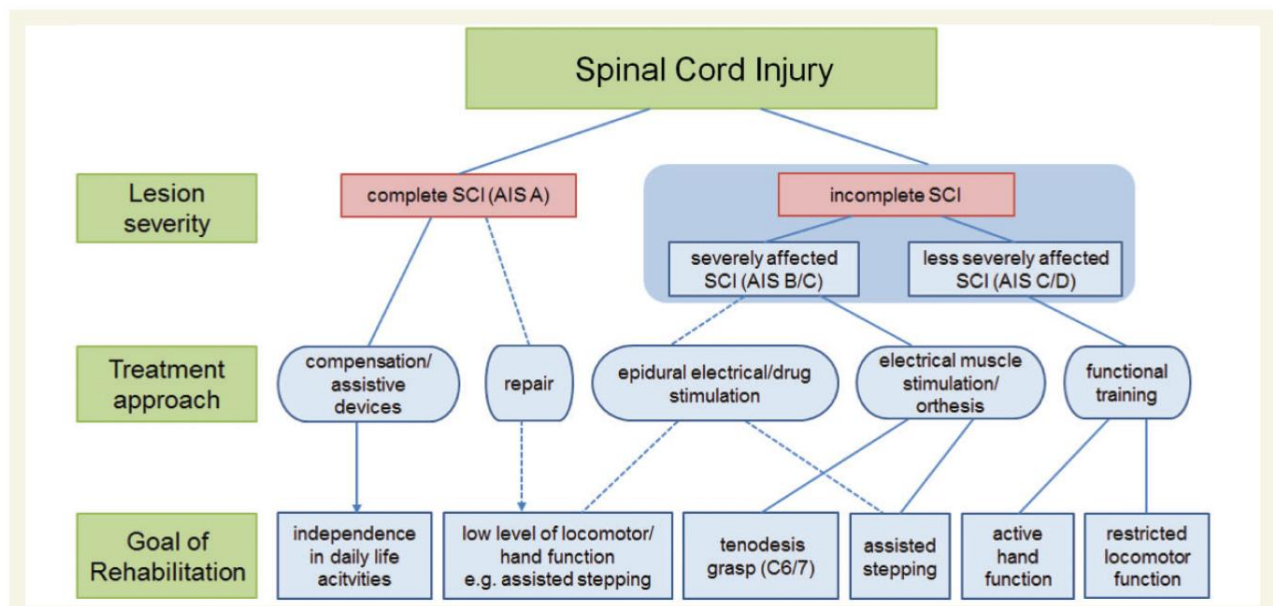 Spinal Cord Injury
Lesion
severity
complete SCI (AIS A)
incomplete SCI
severely affected
SCI (AIS B/C)
less severely affected
SCI (AIS C/D)
Treatment
approach
compensation/
assistive
devices
repair
epidural electrical/drug
stimulation
electrical muscle
stimulation/
orthesis
functional
training
Goal of
Rehabilitation
independence
in daily life
acitvities
low level of locomotor/
hand function
e.g. assisted stepping
tenodesis
grasp (C6/7)
assisted
stepping
active
hand
function
restricted
locomotor
function